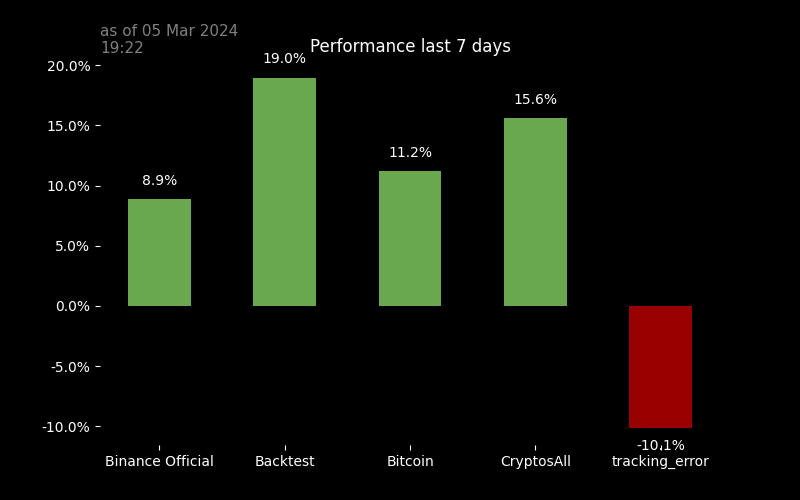 as of 05 Mar 2024
19:22
Performance last 7 days
20.0%
15.0%
10.0%
5.0%
0.0%
-5.0%
-10.0%
8.9%
19.0%
11.2%
15.6%
-10.1%
Binance Official
Backtest
Bitcoin
CryptosAll
tracking_error